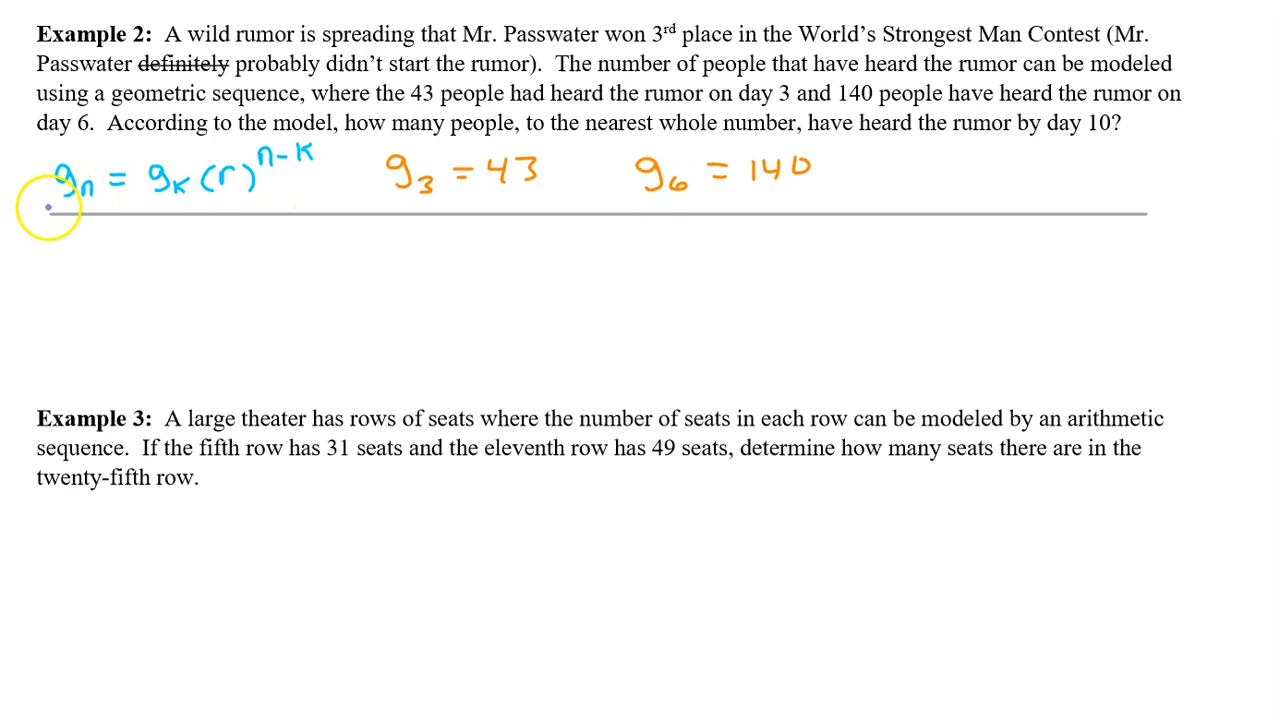 Example 2: A wild rumor is spreading that Mr. Passwater won 3rd place in the World's Strongest Man Contest (Mr.
Passwater definitely probably didn't start the rumor). The number of people that have heard the rumor can be modeled
using a geometric sequence, where the 43 people had heard the rumor on day 3 and 140 people have heard the rumor on
day 6. According to the model, how many people, to the nearest whole number, have heard the rumor by day 10?
gₙ = gₖ (r)ⁿ⁻ᵏ g₃ = 43 g₆ = 140
Example 3: A large theater has rows of seats where the number of seats in each row can be modeled by an arithmetic
sequence. If the fifth row has 31 seats and the eleventh row has 49 seats, determine how many seats there are in the
twenty-fifth row.